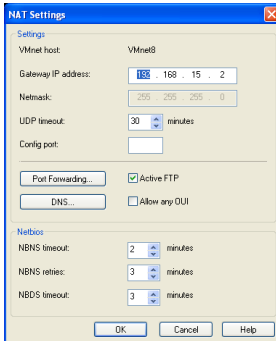 NAT Settings
Settings
VMnet host: VMnet8
Gateway IP address: 192 . 168 . 15 . 2
Netmask: 255 . 255 . 255 . 0
UDP timeout: 30 minutes
Config port:
Port Forwarding... Active FTP
DNS... Allow any OUI
Netbios
NBNS timeout: 2 minutes
NBNS retries: 3 minutes
NBDS timeout: 3 minutes
OK Cancel Help